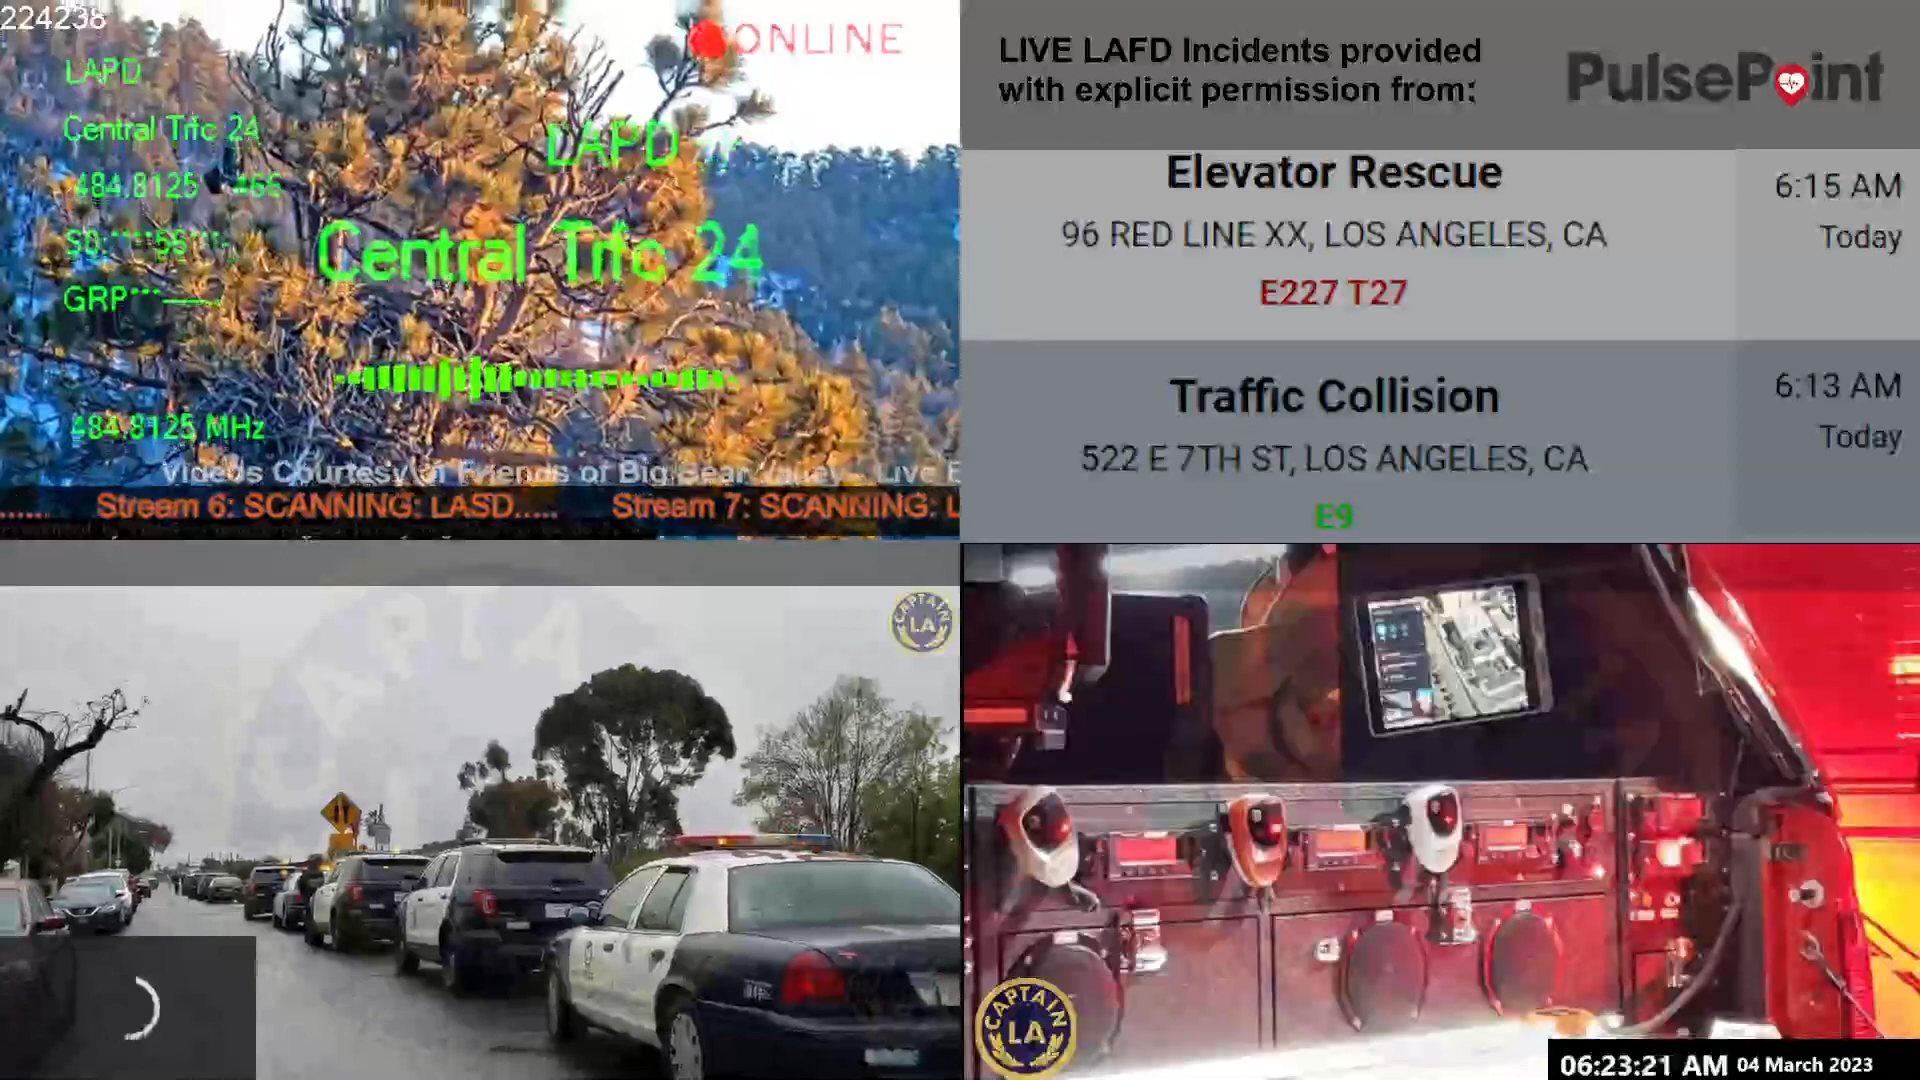 224238
ONLINE
LAPD
Central Trfc 24
484.8125
466
GRP
484.8125 MHz
LAPD
Central Trfc 24
Videos Courtesy of Friends of Big Bear Valley
Live
Stream 6: SCANNING: LASD.....
Stream 7: SCANNING: L
LIVE LAFD Incidents provided
with explicit permission from:
PulsePoint
Elevator Rescue
96 RED LINE XX, LOS ANGELES, CA
E227 T27
6:15 AM
Today
Traffic Collision
522 E 7TH ST, LOS ANGELES, CA
E9
6:13 AM
Today
CAPTAIN
LA
CAPTAIN
LA
06:23:21 AM 04 March 2023